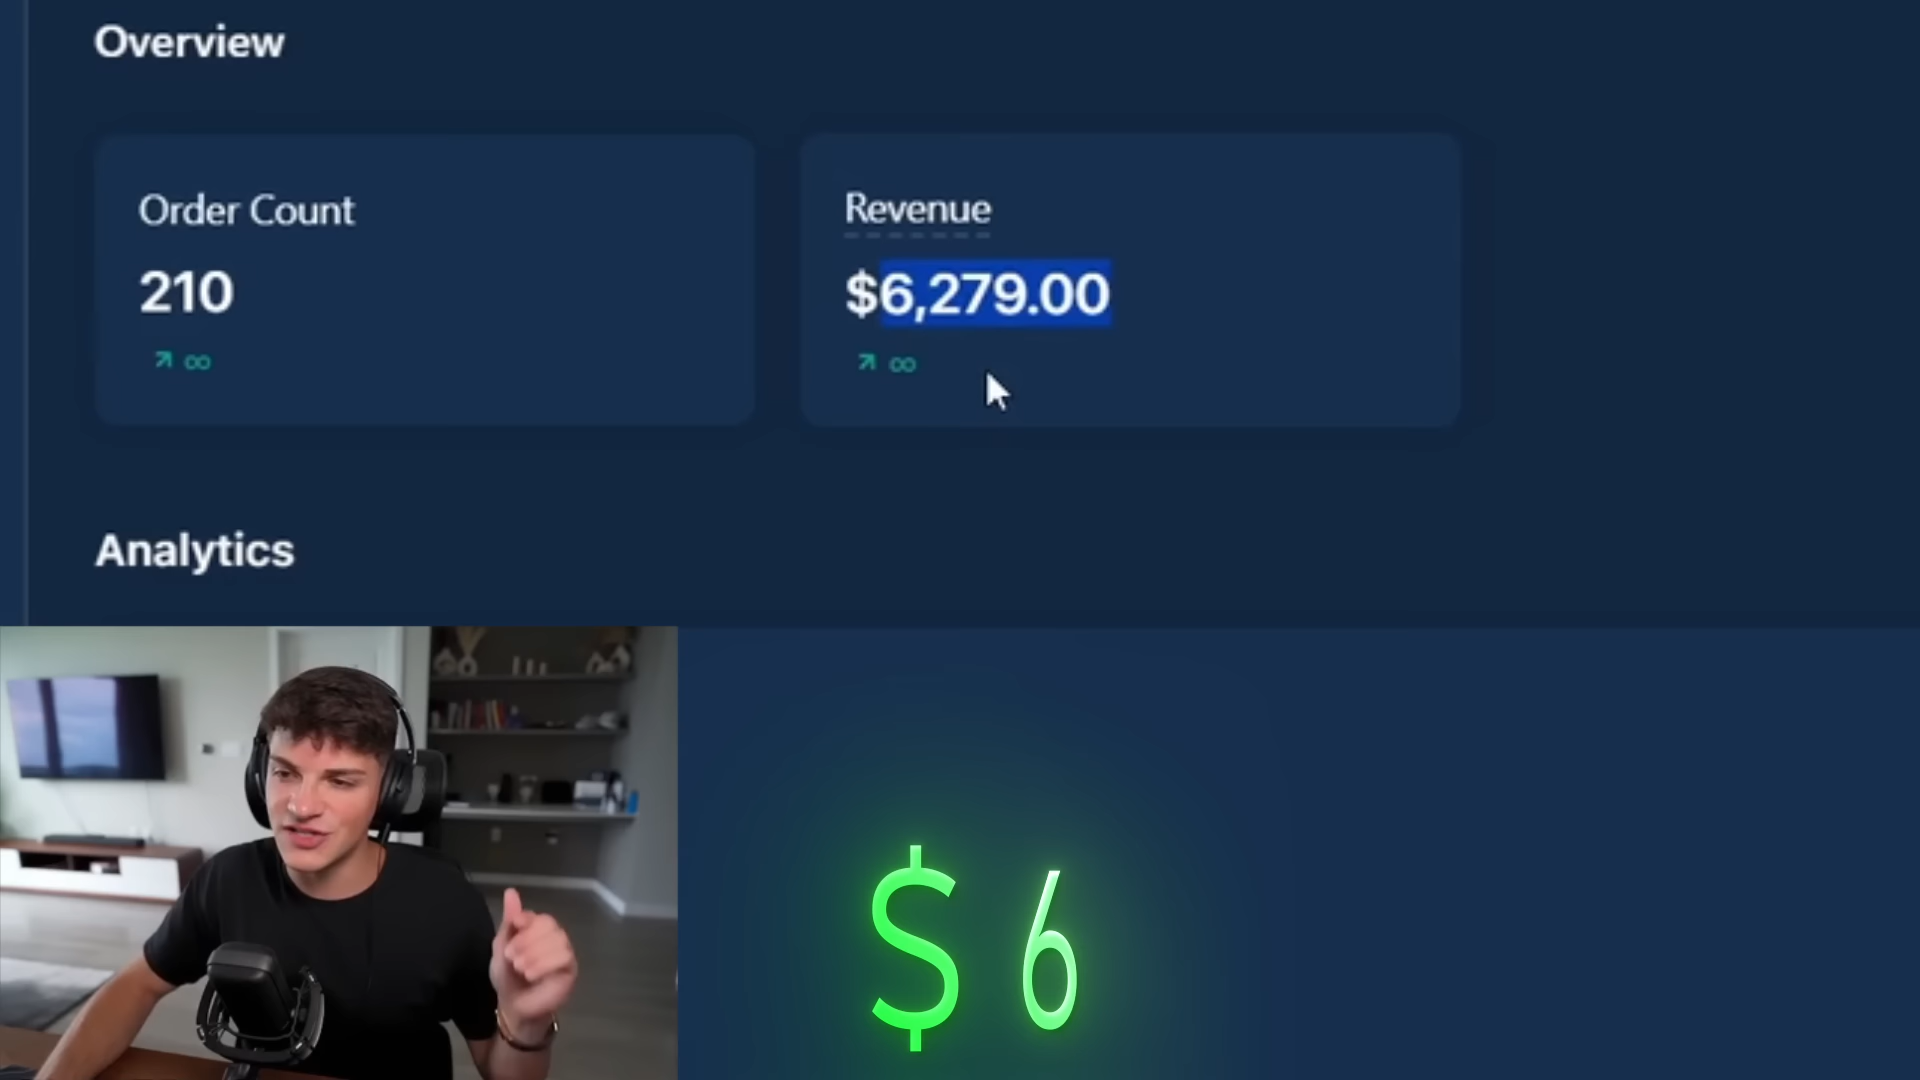 Overview
Order Count
210
↗ ∞
Revenue
$6,279.00
↗ ∞
Analytics
$ 6